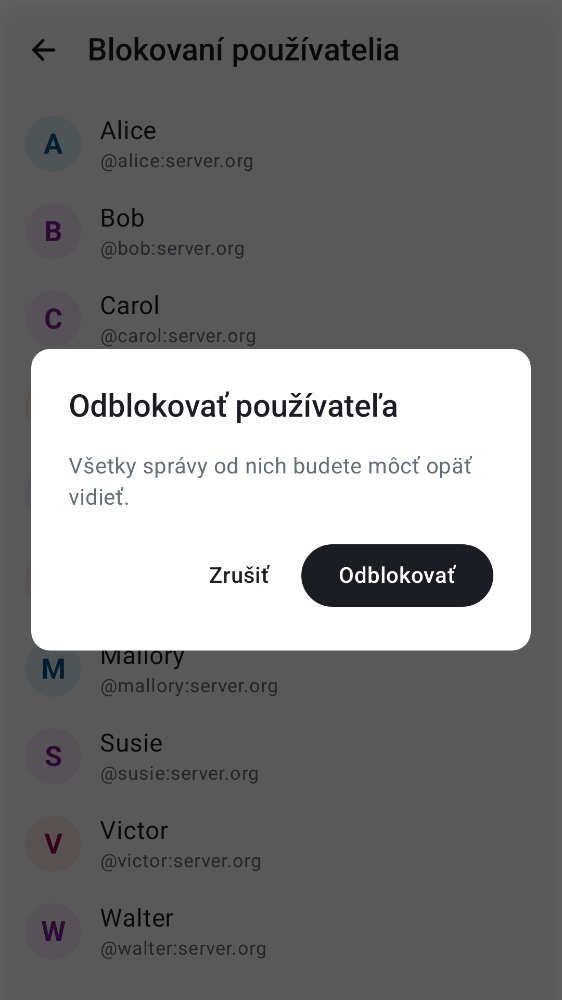 Blokovaní používatelia
A
Alice
@alice:server.org
B
Bob
@bob:server.org
C
Carol
@carol:server.org
Odblokovať používateľa
Všetky správy od nich budete môcť opäť
vidieť.
Zrušiť
Odblokovať
M
Mallory
@mallory:server.org
S
Susie
@susie:server.org
V
Victor
@victor:server.org
W
Walter
@walter:server.org